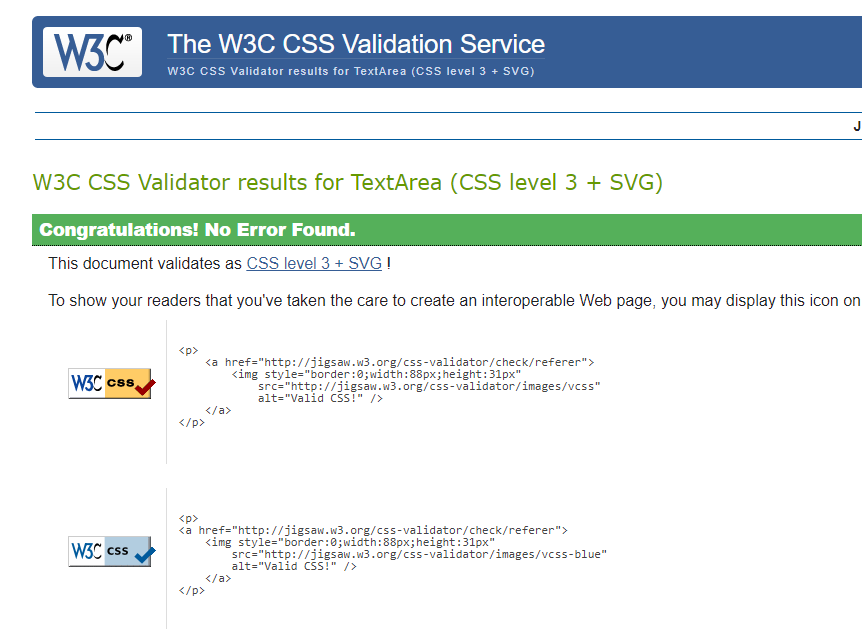 W3C®
The W3C CSS Validation Service
W3C CSS Validator results for TextArea (CSS level 3 + SVG)
J
W3C CSS Validator results for TextArea (CSS level 3 + SVG)
Congratulations! No Error Found.
This document validates as CSS level 3 + SVG !
To show your readers that you've taken the care to create an interoperable Web page, you may display this icon on
W3C css
<p>
<a href="http://jigsaw.w3.org/css-validator/check/referer">
<img style="border:0;width:88px;height:31px"
src="http://jigsaw.w3.org/css-validator/images/vcss"
alt="Valid CSS!" />
</a>
</p>
W3C css
<p>
<a href="http://jigsaw.w3.org/css-validator/check/referer">
<img style="border:0;width:88px;height:31px"
src="http://jigsaw.w3.org/css-validator/images/vcss-blue"
alt="Valid CSS!" />
</a>
</p>